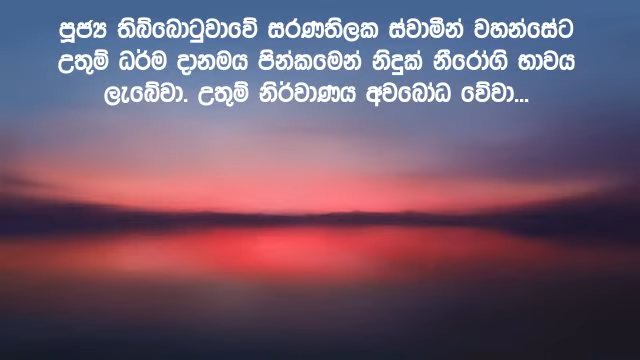 පූජ්‍ය තිබ්බොටුවාවේ සරණතිලක ස්වාමීන් වහන්සේට
උතුම් ධර්ම දානමය පින්කමෙන් නිදුක් නීරෝගි භාවය
ලැබේවා. උතුම් නිර්වාණය අවබෝධ වේවා...